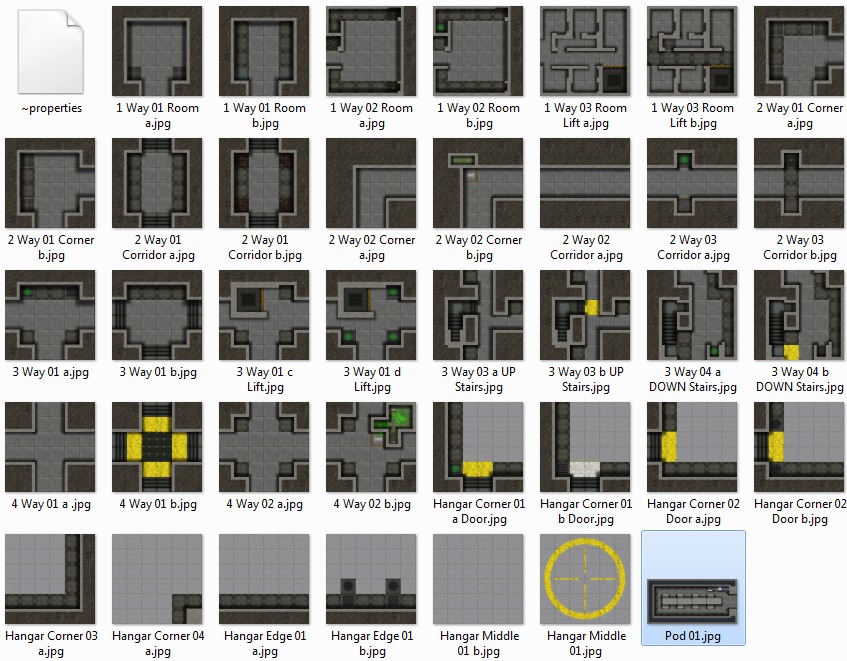 ~properties
1 Way 01 Room
a.jpg
1 Way 01 Room
b.jpg
1 Way 02 Room
a.jpg
1 Way 02 Room
b.jpg
1 Way 03 Room
Lift a.jpg
1 Way 03 Room
Lift b.jpg
2 Way 01 Corner
a.jpg
2 Way 01 Corner
b.jpg
2 Way 01
Corridor a.jpg
2 Way 01
Corridor b.jpg
2 Way 02 Corner
a.jpg
2 Way 02 Corner
b.jpg
2 Way 02
Corridor a.jpg
2 Way 03
Corridor a.jpg
2 Way 03
Corridor b.jpg
3 Way 01 a.jpg
3 Way 01 b.jpg
3 Way 01 c
Lift.jpg
3 Way 01 d
Lift.jpg
3 Way 03 a UP
Stairs.jpg
3 Way 03 b UP
Stairs.jpg
3 Way 04 a
DOWN Stairs.jpg
3 Way 04 b
DOWN Stairs.jpg
4 Way 01 a .jpg
4 Way 01 b.jpg
4 Way 02 a.jpg
4 Way 02 b.jpg
Hangar Corner 01
a Door.jpg
Hangar Corner 01
b Door.jpg
Hangar Corner 02
Door a.jpg
Hangar Corner 02
Door b.jpg
Hangar Corner 03
a.jpg
Hangar Corner 04
a.jpg
Hangar Edge 01
a.jpg
Hangar Edge 01
b.jpg
Hangar Middle
01 b.jpg
Hangar Middle
01.jpg
Pod 01.jpg